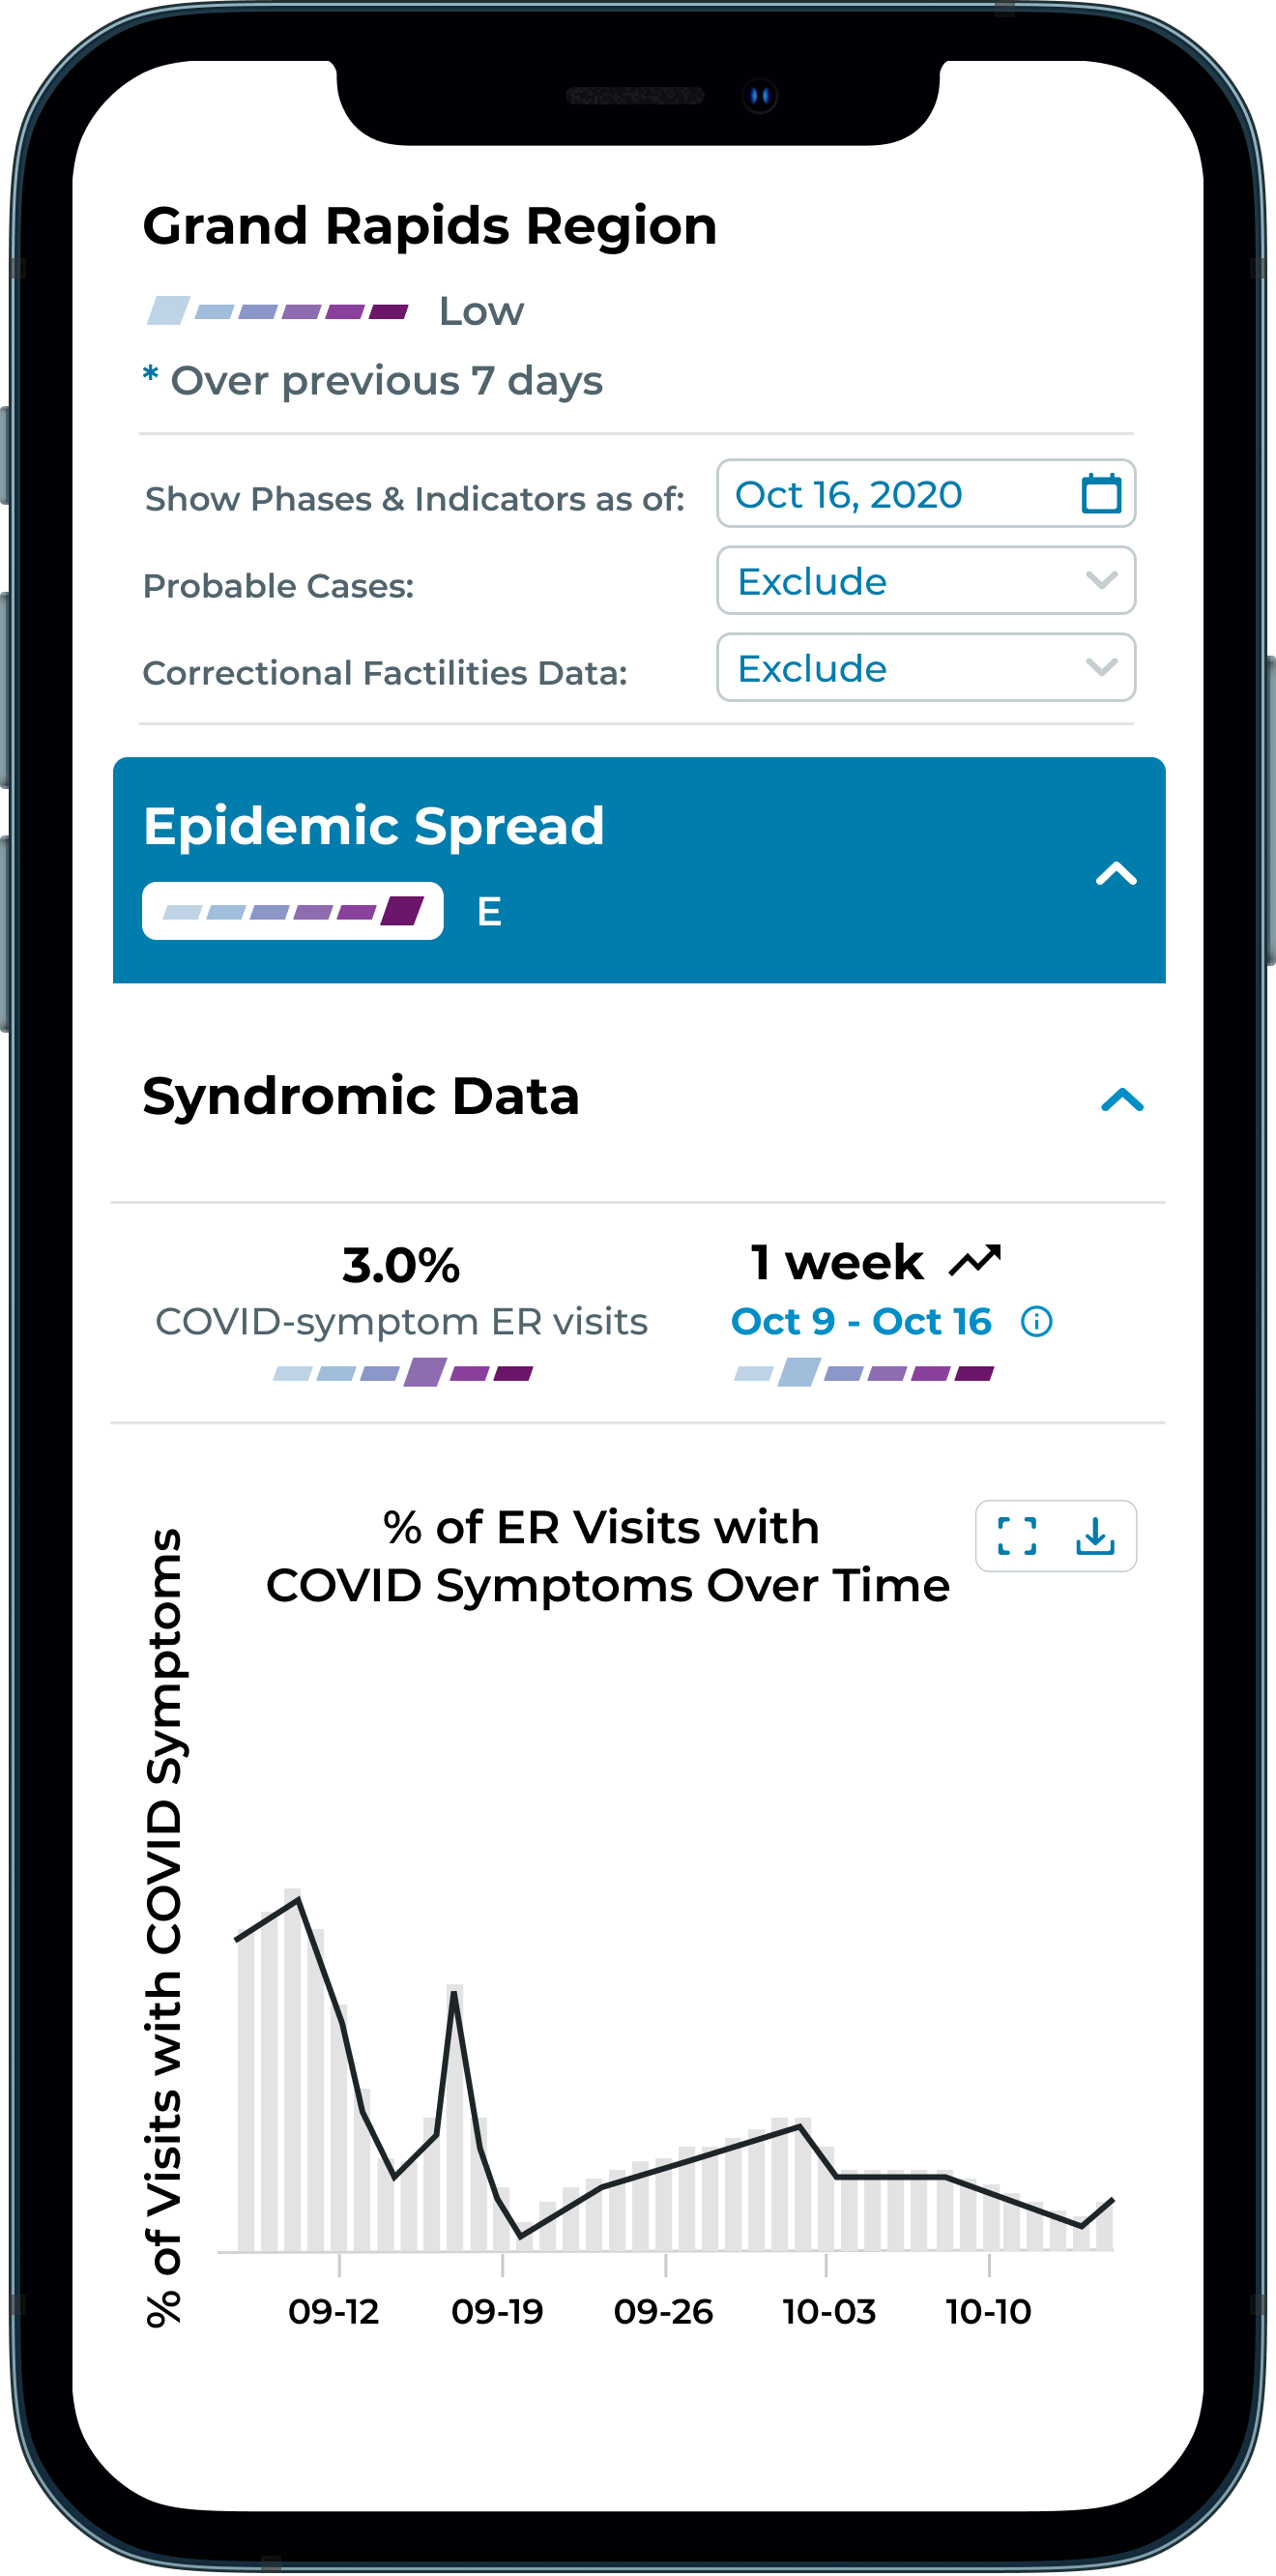 Grand Rapids Region
Low
* Over previous 7 days
Show Phases & Indicators as of:
Oct 16, 2020
Probable Cases:
Exclude
Correctional Factilities Data:
Exclude
Epidemic Spread
E
Syndromic Data
3.0%
COVID-symptom ER visits
1 week
Oct 9 - Oct 16
% of ER Visits with
COVID Symptoms Over Time
% of Visits with COVID Symptoms
09-12
09-19
09-26
10-03
10-10